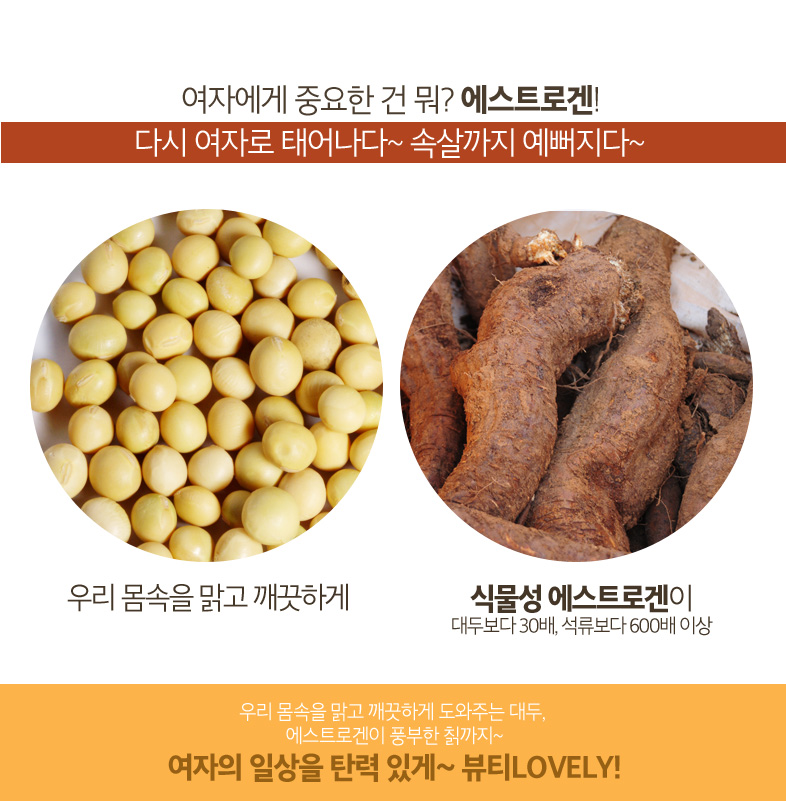 여자에게 중요한 건 뭐? 에스트로겐!
다시 여자로 태어나다~ 속살까지 예뻐지다~
우리 몸속을 맑고 깨끗하게
식물성 에스트로겐이
대두보다 30배, 석류보다 600배 이상
우리 몸속을 맑고 깨끗하게 도와주는 대두,
에스트로겐이 풍부한 칡까지~
여자의 일상을 탄력 있게~ 뷰티LOVELY!